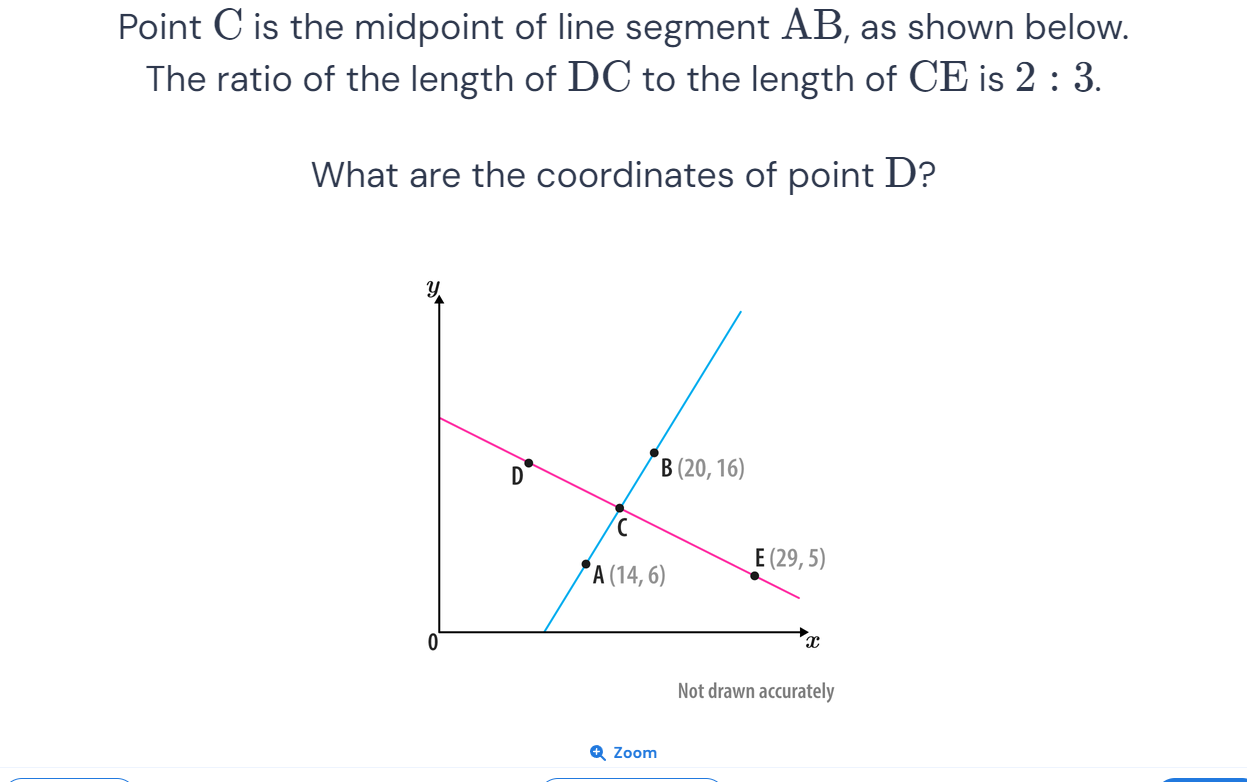 Point C is the midpoint of line segment AB, as shown below.
The ratio of the length of DC to the length of CE is 2 : 3.
What are the coordinates of point D?
y
B (20, 16)
D
C
E (29, 5)
A (14, 6)
0
x
Not drawn accurately
Zoom